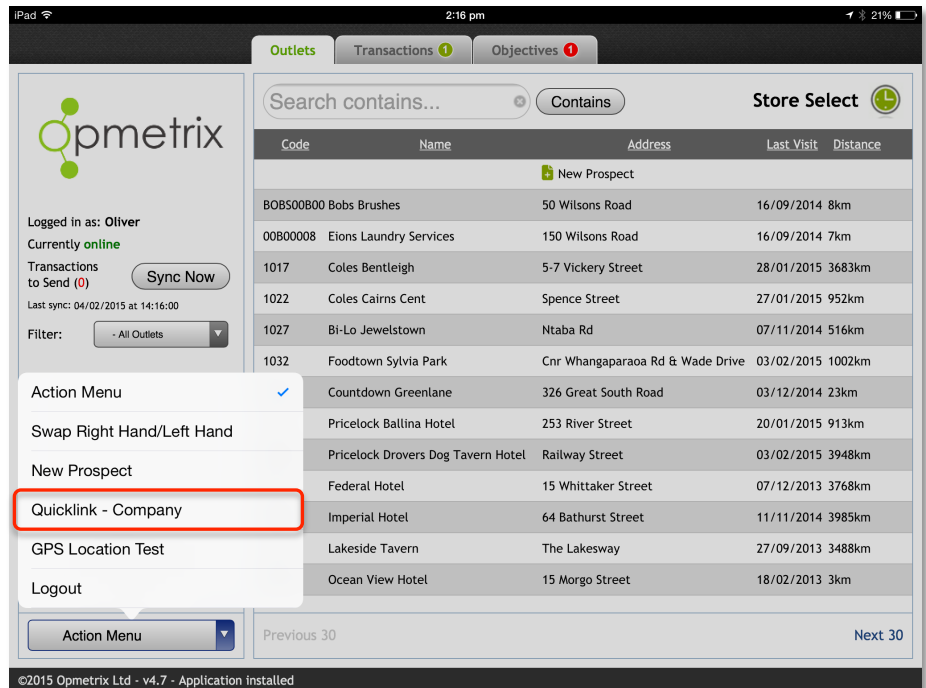 iPad 2:16 pm 21%
Outlets Transactions 1 Objectives 1
Opmetrix
Logged in as: Oliver
Currently online
Transactions
to Send (0) Sync Now
Last sync: 04/02/2015 at 14:16:00
Filter: - All Outlets
Action Menu
Swap Right Hand/Left Hand
New Prospect
Quicklink - Company
GPS Location Test
Logout
Action Menu
Search contains... Contains Store Select
Code Name Address Last Visit Distance
New Prospect
BOBS00B00 Bobs Brushes 50 Wilsons Road 16/09/2014 8km
00B00008 Eions Laundry Services 150 Wilsons Road 16/09/2014 7km
1017 Coles Bentleigh 5-7 Vickery Street 28/01/2015 3683km
1022 Coles Cairns Cent Spence Street 27/01/2015 952km
1027 Bi-Lo Jewelstown Ntaba Rd 07/11/2014 516km
1032 Foodtown Sylvia Park Cnr Whangaparaoa Rd & Wade Drive 03/02/2015 1002km
Countdown Greenlane 326 Great South Road 03/12/2014 23km
Pricelock Ballina Hotel 253 River Street 20/01/2015 913km
Pricelock Drovers Dog Tavern Hotel Railway Street 03/02/2015 3948km
Federal Hotel 15 Whittaker Street 07/12/2013 3768km
Imperial Hotel 64 Bathurst Street 11/11/2014 3985km
Lakeside Tavern The Lakesway 27/09/2013 3488km
Ocean View Hotel 15 Morgo Street 18/02/2013 3km
Previous 30 Next 30
©2015 Opmetrix Ltd - v4.7 - Application installed